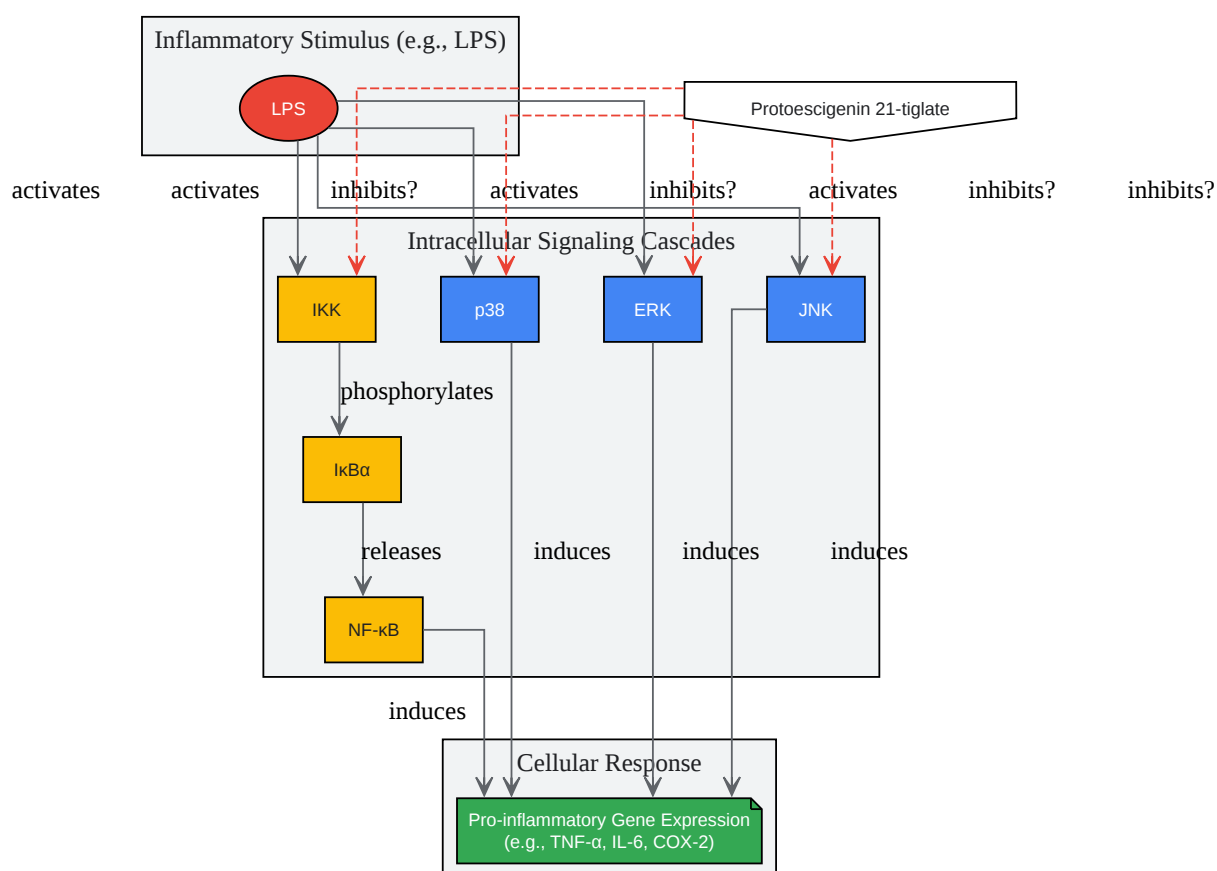 Inflammatory Stimulus (e.g., LPS)
LPS
Protoescigenin 21-tiglate
activates
activates
inhibits?
activates
inhibits?
activates
inhibits?
inhibits?
Intracellular Signaling Cascades
IKK
p38
ERK
JNK
phosphorylates
IκBα
releases
induces
induces
induces
NF-κB
induces
Cellular Response
Pro-inflammatory Gene Expression
(e.g., TNF-α, IL-6, COX-2)